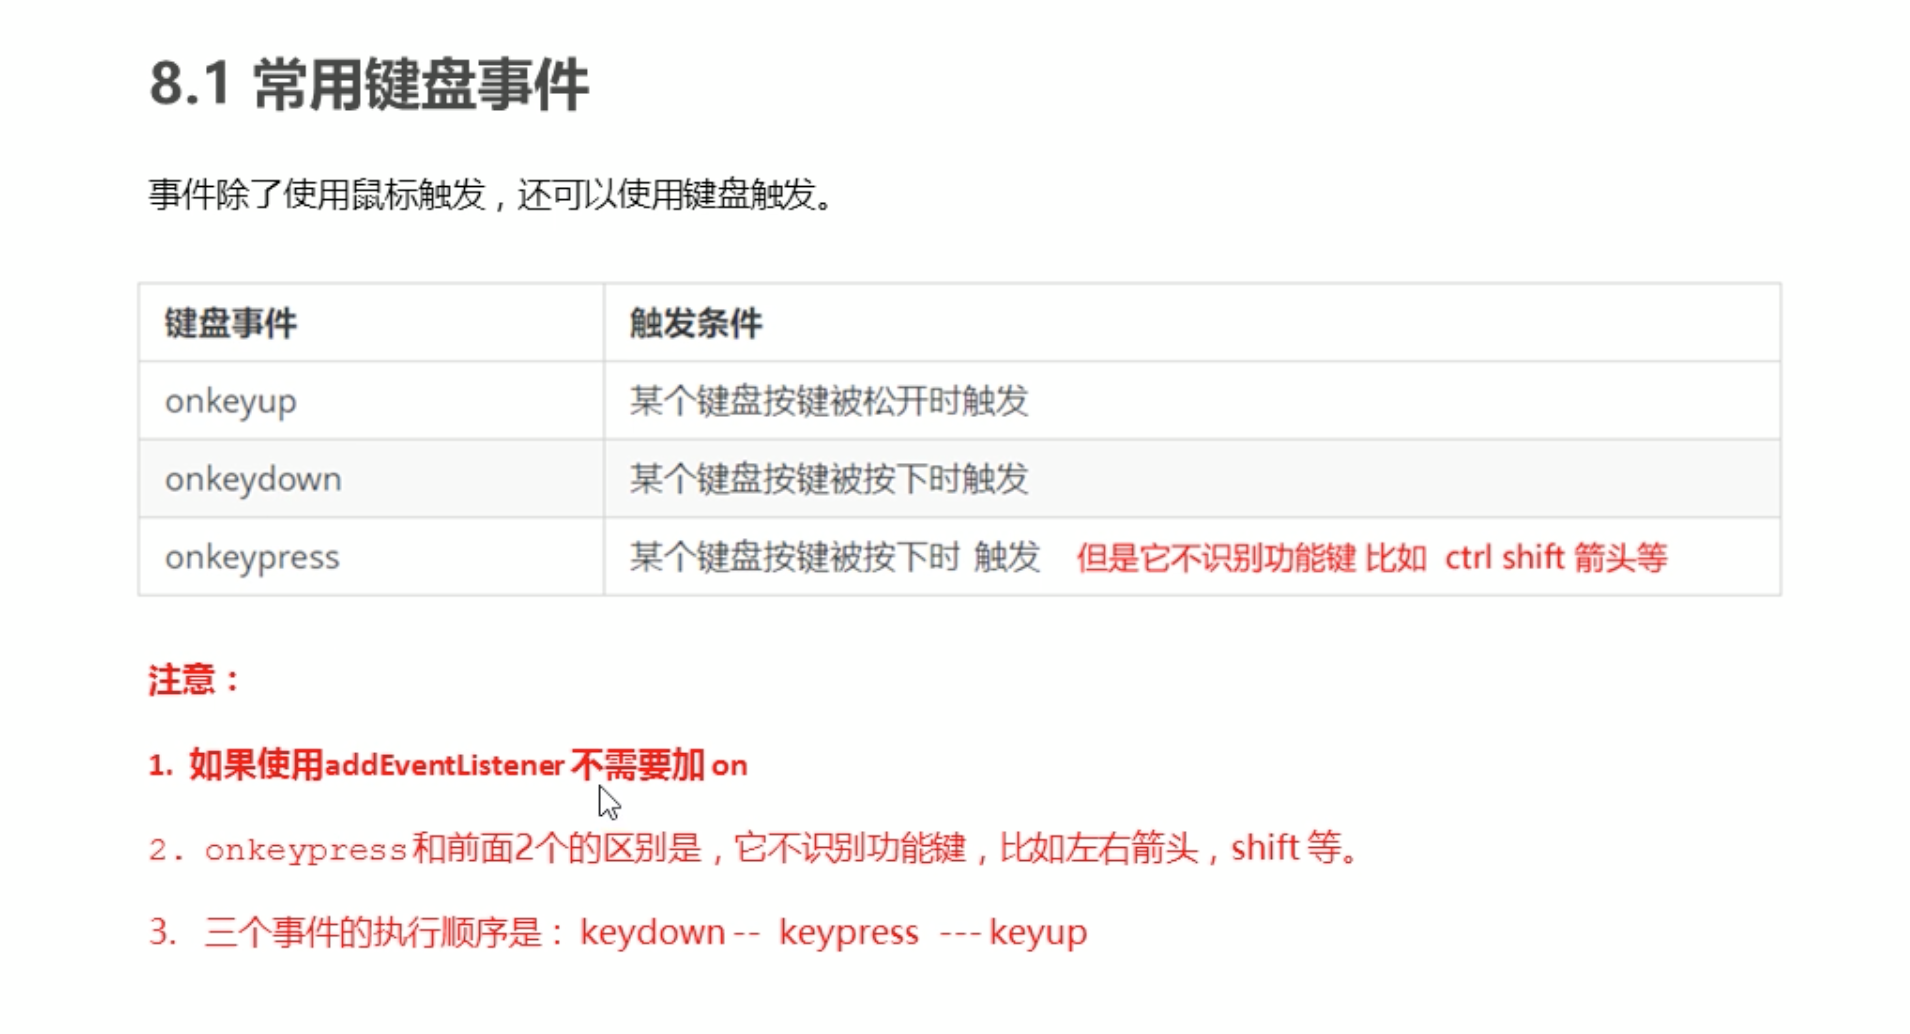 8.1 常用键盘事件
事件除了使用鼠标触发，还可以使用键盘触发。
键盘事件 触发条件
onkeyup 某个键盘按键被松开时触发
onkeydown 某个键盘按键被按下时触发
onkeypress 某个键盘按键被按下时 触发 但是它不识别功能键 比如 ctrl shift 箭头等
注意：
1. 如果使用addEventListener 不需要加 on
2. onkeypress和前面2个的区别是，它不识别功能键，比如左右箭头，shift 等。
3. 三个事件的执行顺序是：keydown -- keypress --- keyup